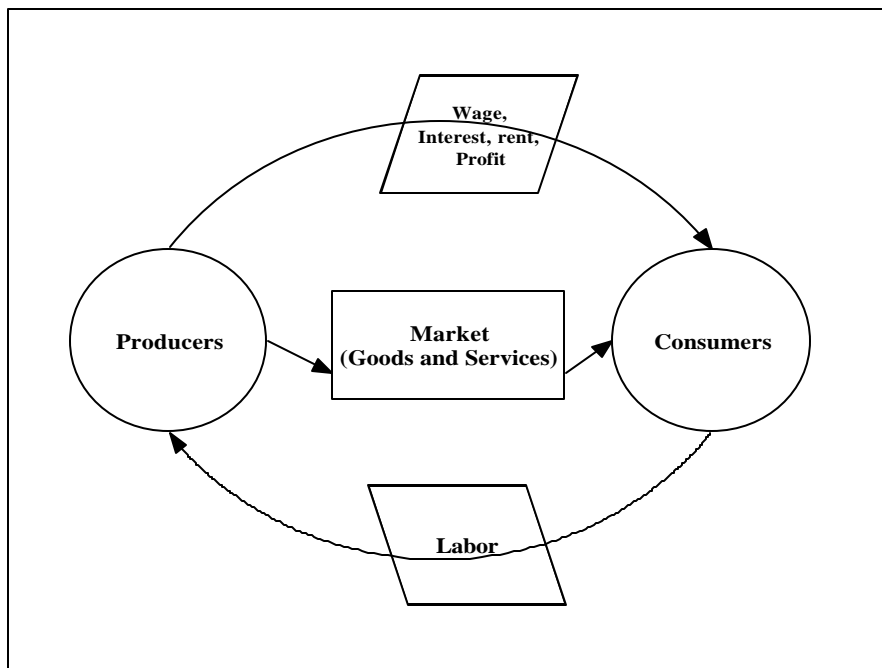 Wage,
Interest, rent,
Profit
Producers
Market
(Goods and Services)
Consumers
Labor